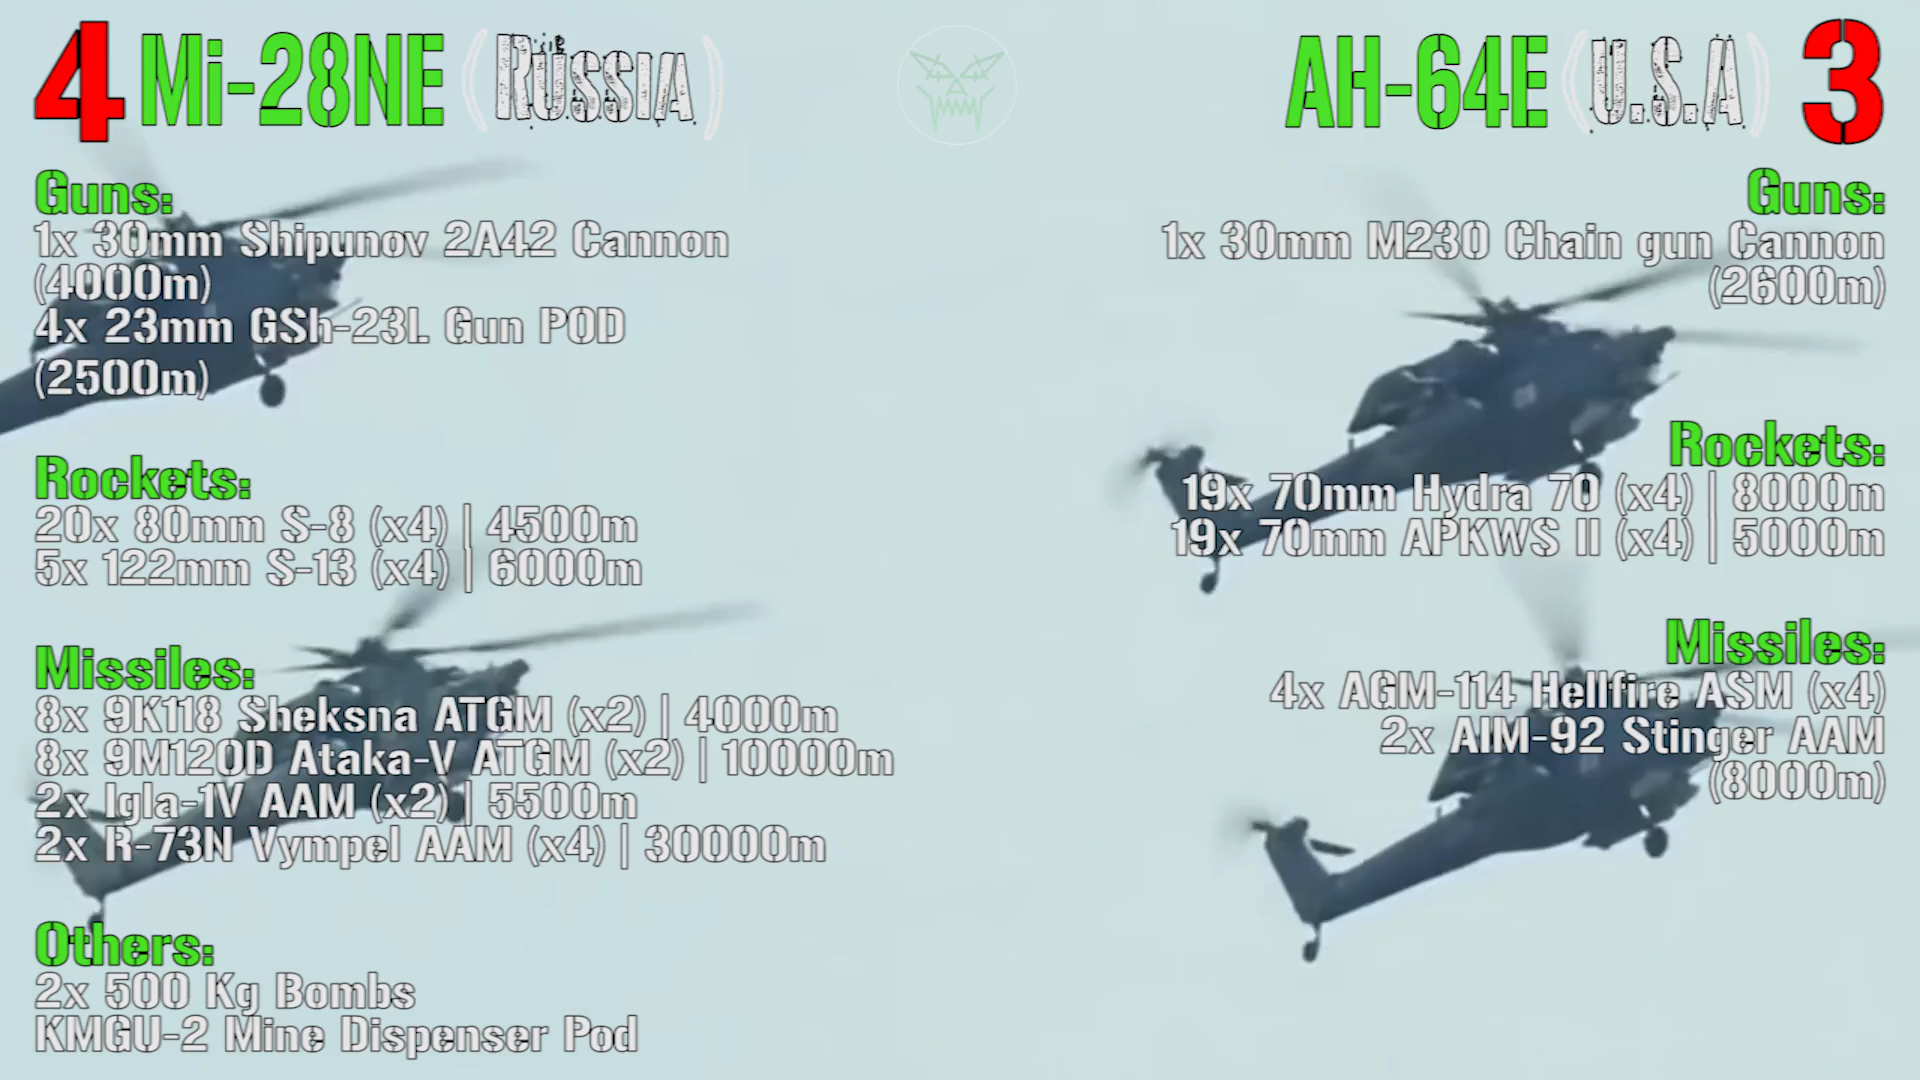 4 Mi-28NE (Russia)
Guns:
1x 30mm Shipunov 2A42 Cannon
(4000m)
4x 23mm GSh-23L Gun POD
(2500m)
Rockets:
20x 80mm S-8 (x4) | 4500m
5x 122mm S-13 (x4) | 6000m
Missiles:
8x 9K118 Sheksna ATGM (x2) | 4000m
8x 9M120D Ataka-V ATGM (x2) | 10000m
2x Igla-1V AAM (x2) | 5500m
2x R-73N Vympel AAM (x4) | 30000m
Others:
2x 500 Kg Bombs
KMGU-2 Mine Dispenser Pod
AH-64E (U.S.A) 3
Guns:
1x 30mm M230 Chain gun Cannon
(2600m)
Rockets:
19x 70mm Hydra 70 (x4) | 8000m
19x 70mm APKWS II (x4) | 5000m
Missiles:
4x AGM-114 Hellfire ASM (x4)
2x AIM-92 Stinger AAM
(8000m)